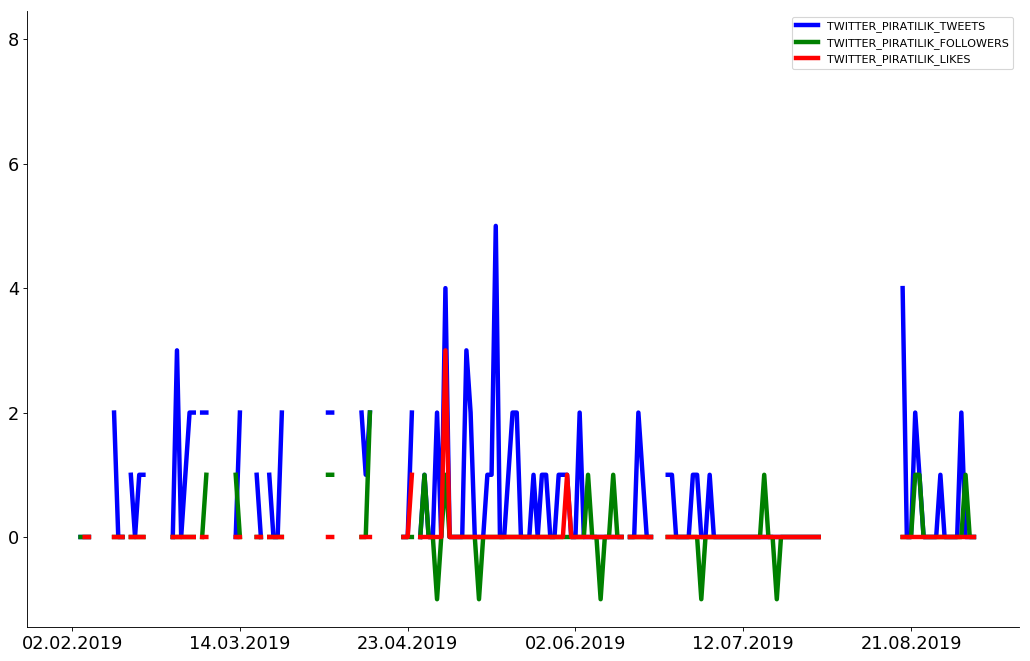 TWITTER_PIRATILIK_TWEETS
TWITTER_PIRATILIK_FOLLOWERS
TWITTER_PIRATILIK_LIKES
8
6
4
2
0
02.02.2019 14.03.2019 23.04.2019 02.06.2019 12.07.2019 21.08.2019